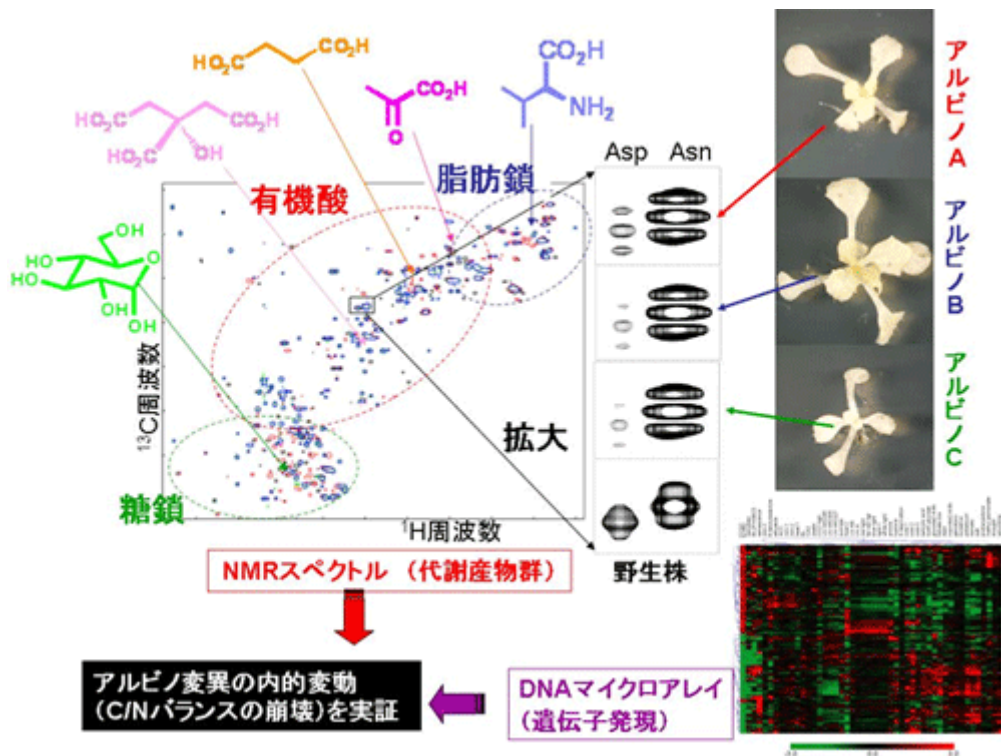 HO₂C
CO₂H
CO₂H
HO₂C
CO₂H
HO₂C
OH
CO₂H
O
CO₂H
NH₂
アルビノA
アルビノB
アルビノC
Asp Asn
脂肪鎖
有機酸
HO
HO
HO
O
OH
OH
¹³C周波数
拡大
糖鎖
¹H周波数
NMRスペクトル (代謝産物群)
野生株
アルビノ変異の内的変動
(C/Nバランスの崩壊)を実証
DNAマイクロアレイ
(遺伝子発現)